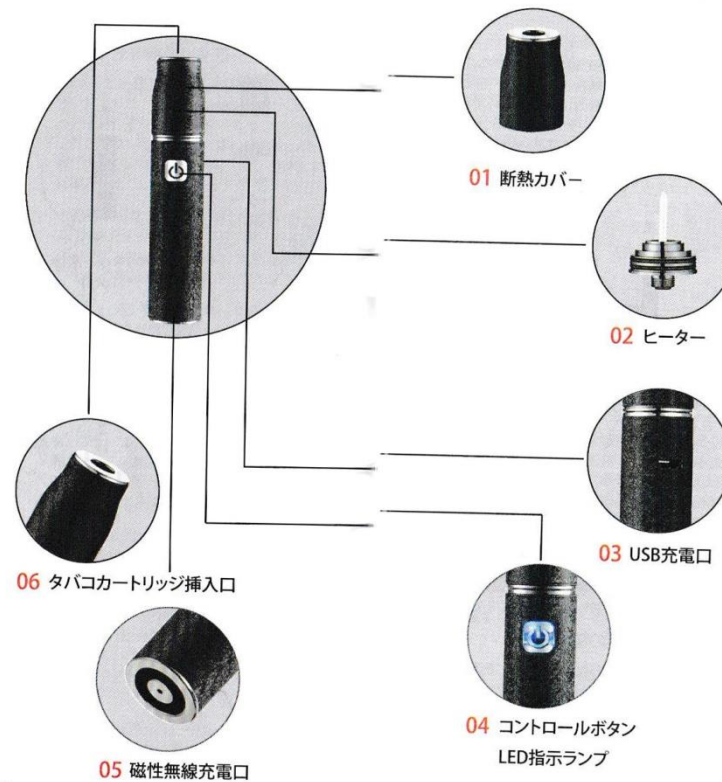 01 断熱カバー
02 ヒーター
03 USB充電口
04 コントロールボタン
LED指示ランプ
05 磁性無線充電口
06 タバコカートリッジ挿入口